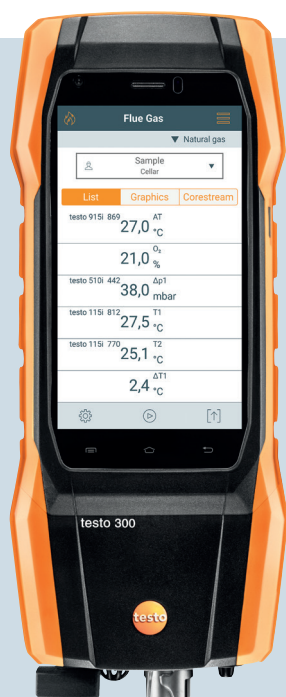 Flue Gas
Natural gas
Sample
Cellar
List Graphics Corestream
testo 915i 869 27,0 AT °C
21,0 O₂ %
testo 510i 442 38,0 Δp1 mbar
testo 115i 812 27,5 T1 °C
testo 115i 770 25,1 T2 °C
2,4 ΔT1 °C
testo 300
testo